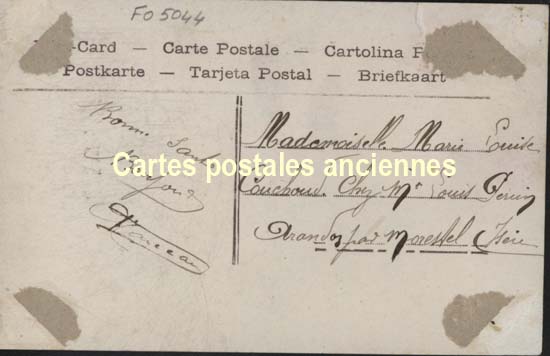 FO 5044
-Card — Carte Postale — Cartolina
Postkarte — Tarjeta Postal — Briefkaart
Bonne
Mademoiselle Marie Louise
Cartes postales anciennes
Couchoud. Chez Mr Louis Perrin
Arandon par Morestel Isère